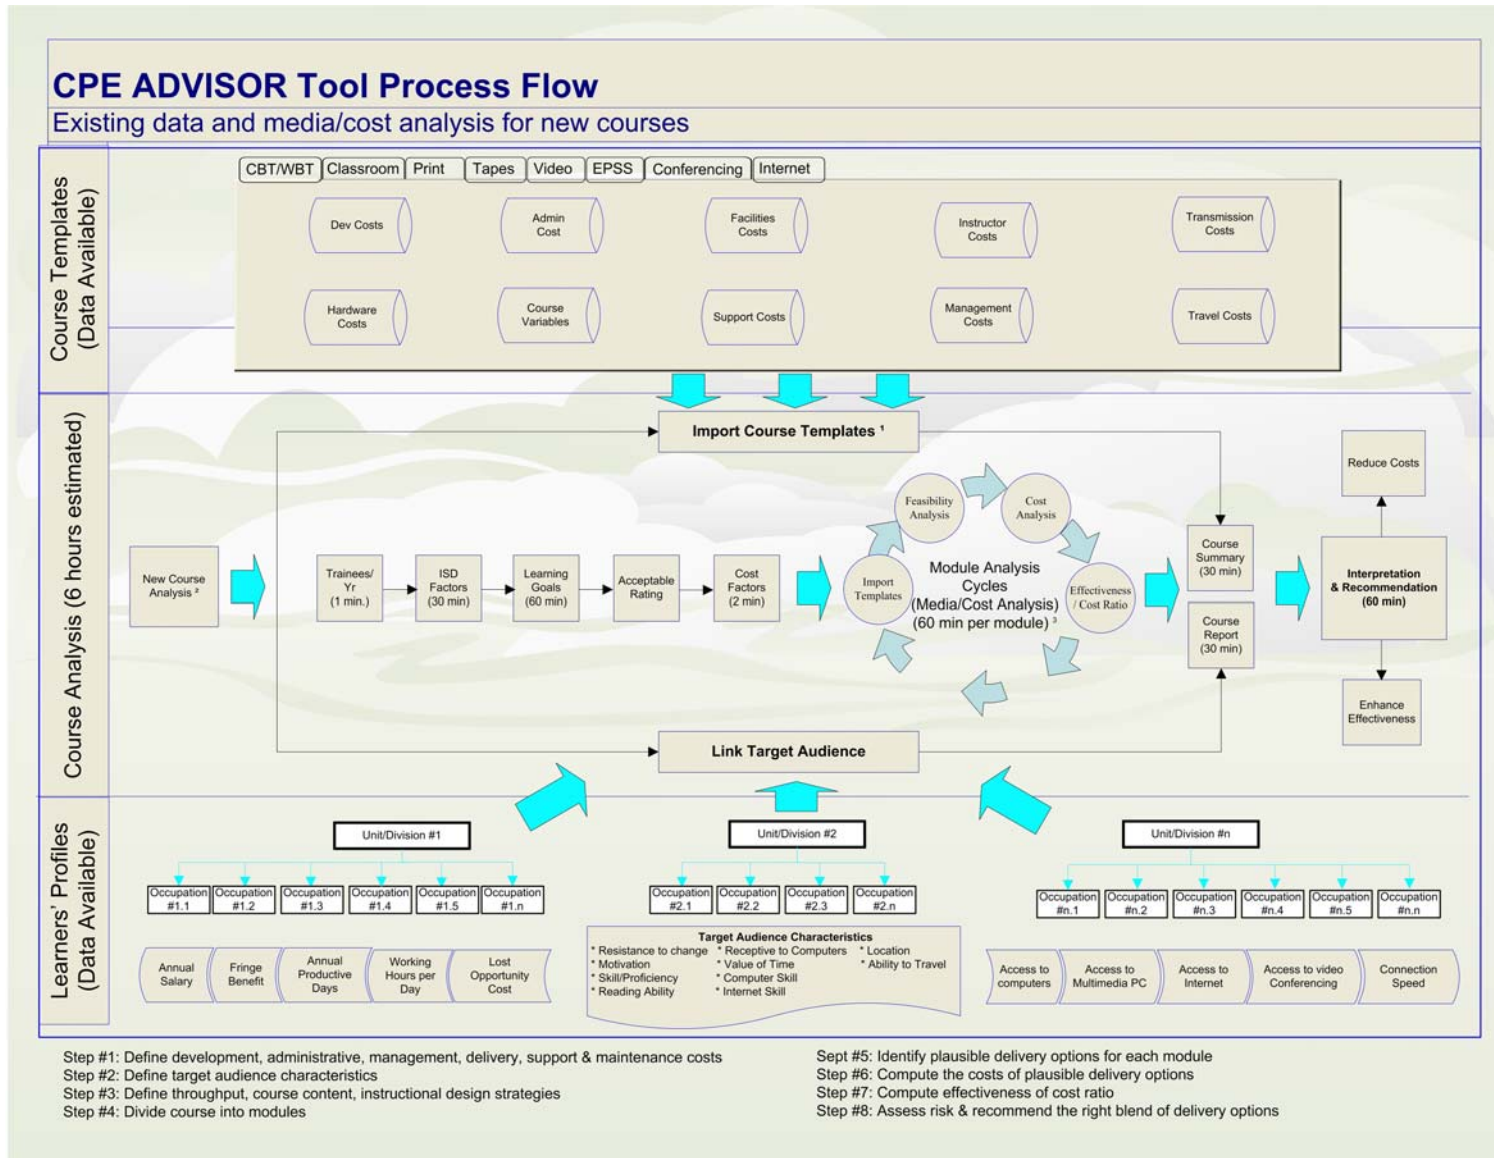 CPE ADVISOR Tool Process Flow
Existing data and media/cost analysis for new courses
Course Templates
(Data Available)
CBT/WBT
Classroom
Print
Tapes
Video
EPSS
Conferencing
Internet
Dev Costs
Admin
Cost
Facilities
Costs
Instructor
Costs
Transmission
Costs
Hardware
Costs
Course
Variables
Support Costs
Management
Costs
Travel Costs
Course Analysis (6 hours estimated)
Import Course Templates ¹
New Course
Analysis ²
Trainees/
Yr
(1 min.)
ISD
Factors
(30 min)
Learning
Goals
(60 min)
Acceptable
Rating
Cost
Factors
(2 min)
Import
Templates
Feasibility
Analysis
Cost
Analysis
Effectiveness
/ Cost Ratio
Module Analysis
Cycles
(Media/Cost Analysis)
(60 min per module) ³
Course
Summary
(30 min)
Course
Report
(30 min)
Reduce Costs
Interpretation
& Recommendation
(60 min)
Enhance
Effectiveness
Link Target Audience
Learners' Profiles
(Data Available)
Unit/Division #1
Occupation
#1.1
Occupation
#1.2
Occupation
#1.3
Occupation
#1.4
Occupation
#1.5
Occupation
#1.n
Unit/Division #2
Occupation
#2.1
Occupation
#2.2
Occupation
#2.3
Occupation
#2.n
Unit/Division #n
Occupation
#n.1
Occupation
#n.2
Occupation
#n.3
Occupation
#n.4
Occupation
#n.5
Occupation
#n.n
Annual
Salary
Fringe
Benefit
Annual
Productive
Days
Working
Hours per
Day
Lost
Opportunity
Cost
Target Audience Characteristics
* Resistance to change * Receptive to Computers * Location
* Motivation * Value of Time * Ability to Travel
* Skill/Proficiency * Computer Skill
* Reading Ability * Internet Skill
Access to
computers
Access to
Multimedia PC
Access to
Internet
Access to video
Conferencing
Connection
Speed
Step #1: Define development, administrative, management, delivery, support & maintenance costs
Step #2: Define target audience characteristics
Step #3: Define throughput, course content, instructional design strategies
Step #4: Divide course into modules
Sept #5: Identify plausible delivery options for each module
Step #6: Compute the costs of plausible delivery options
Step #7: Compute effectiveness of cost ratio
Step #8: Assess risk & recommend the right blend of delivery options